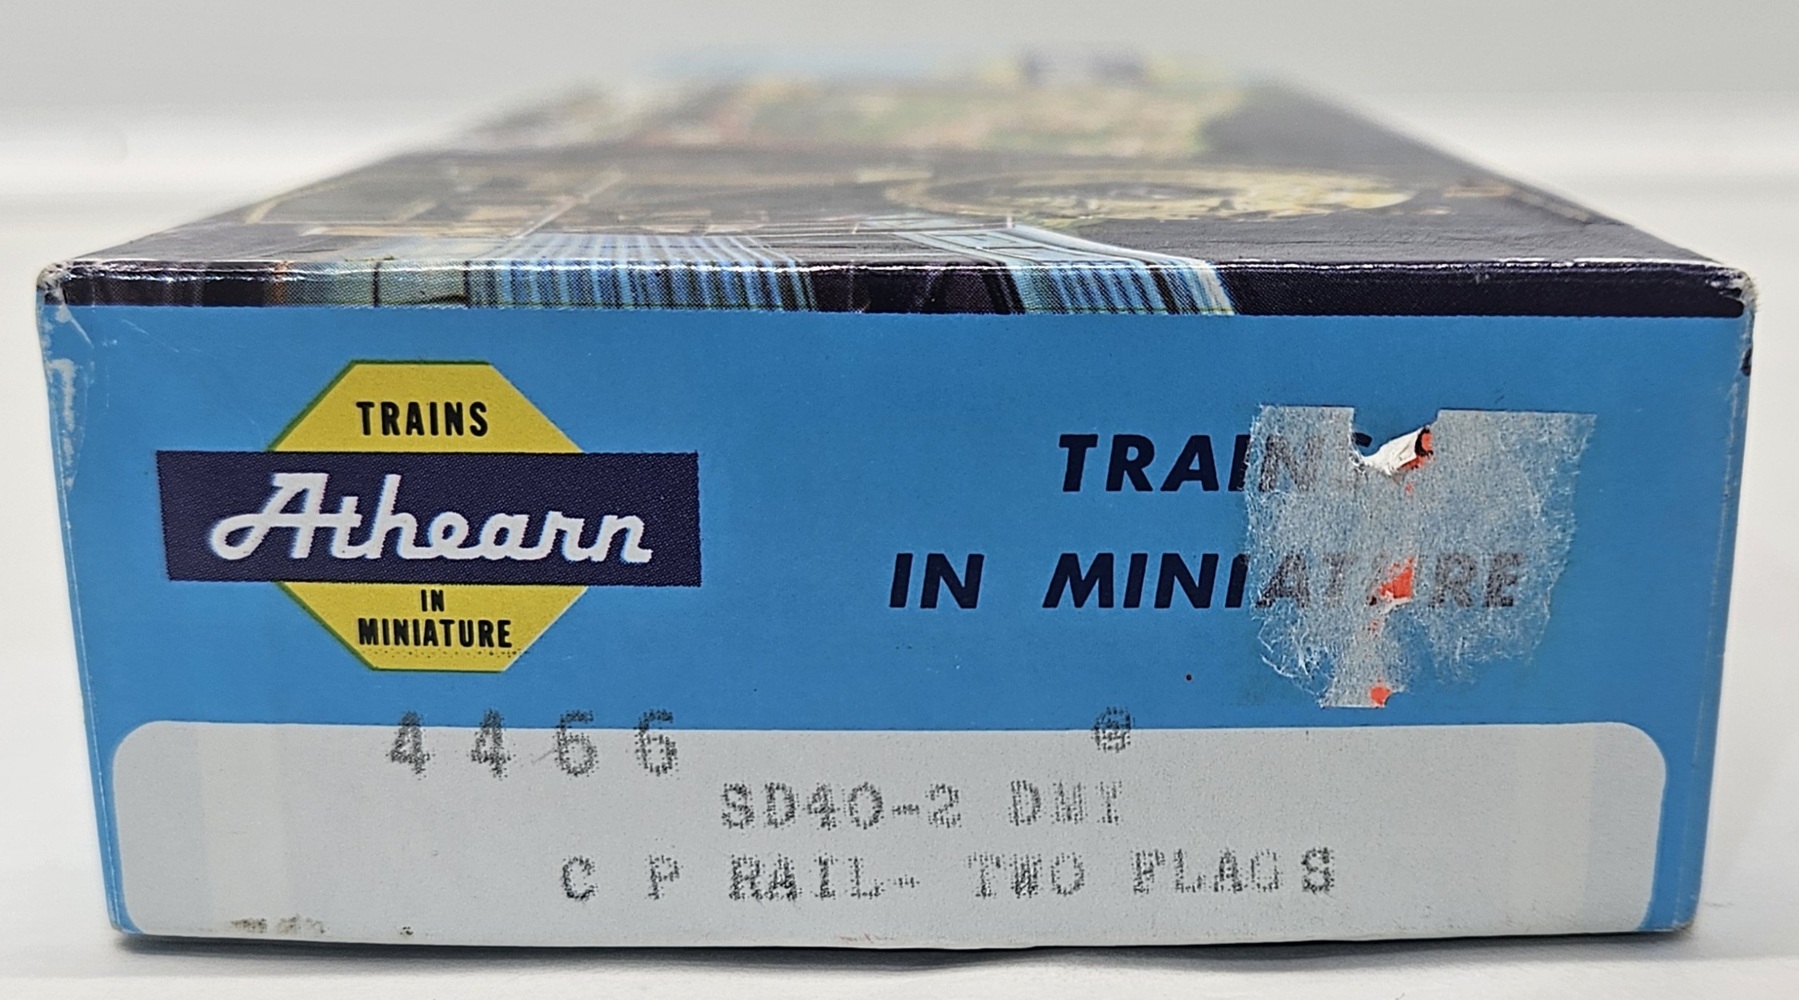 TRAINS
Athearn
IN
MINIATURE
TRAINS
IN MINIATURE
4466 @
SD40-2 DMY
C P RAIL- TWO FLAGS